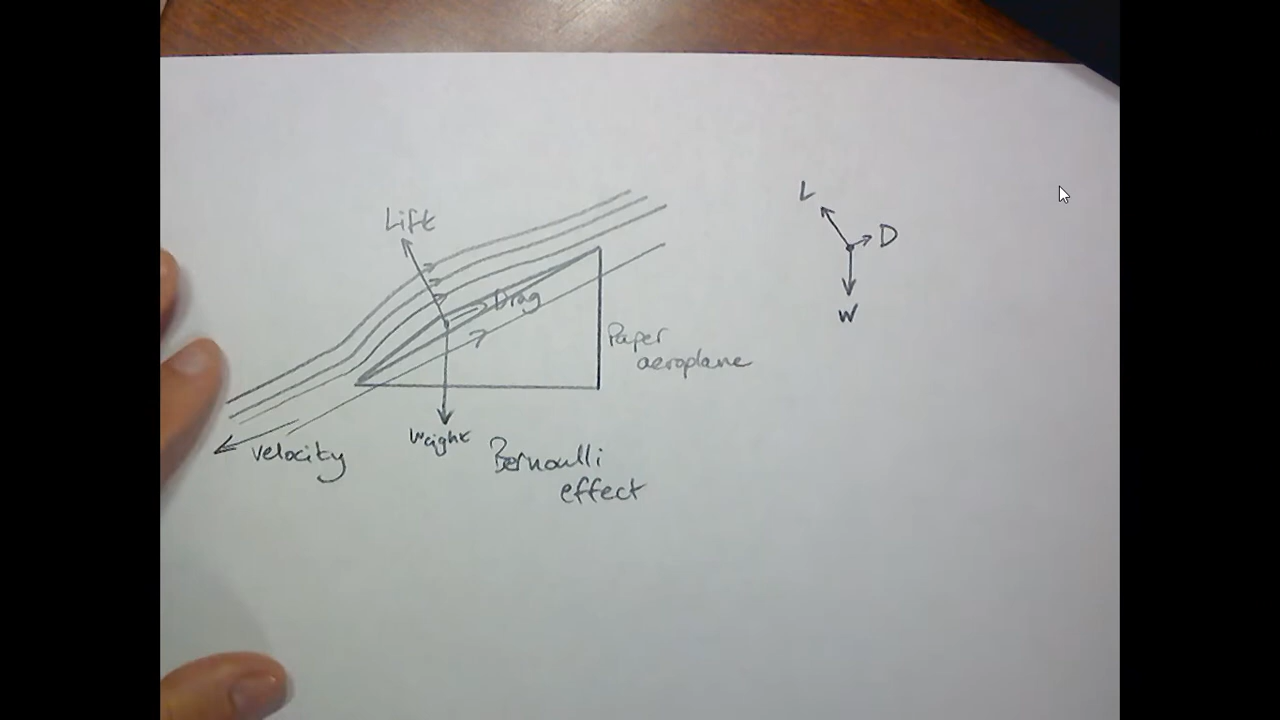 Lift
L
D
Drag
W
Paper
aeroplane
velocity
Weight
Bernoulli
effect